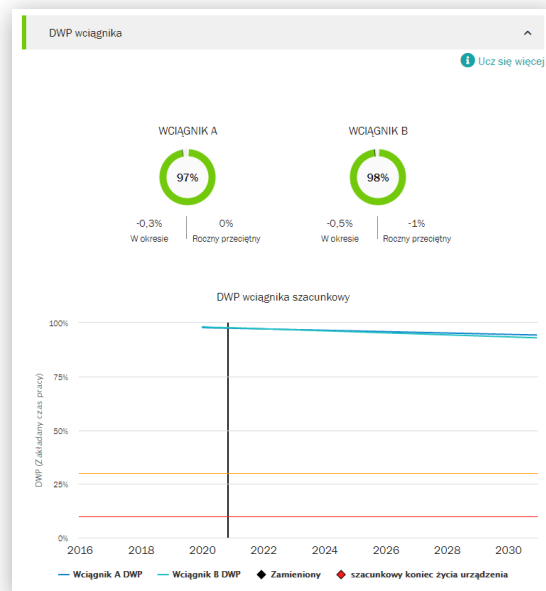 DWP wciągnika
Ucz się więcej
WCIĄGNIK A
WCIĄGNIK B
97%
98%
-0,3%
0%
-0,5%
-1%
W okresie
Roczny przeciętny
W okresie
Roczny przeciętny
DWP wciągnika szacunkowy
100%
75%
50%
25%
0%
DWP (Zakładany czas pracy)
2016 2018 2020 2022 2024 2026 2028 2030
Wciągnik A DWP Wciągnik B DWP Zamieniony szacunkowy koniec życia urządzenia